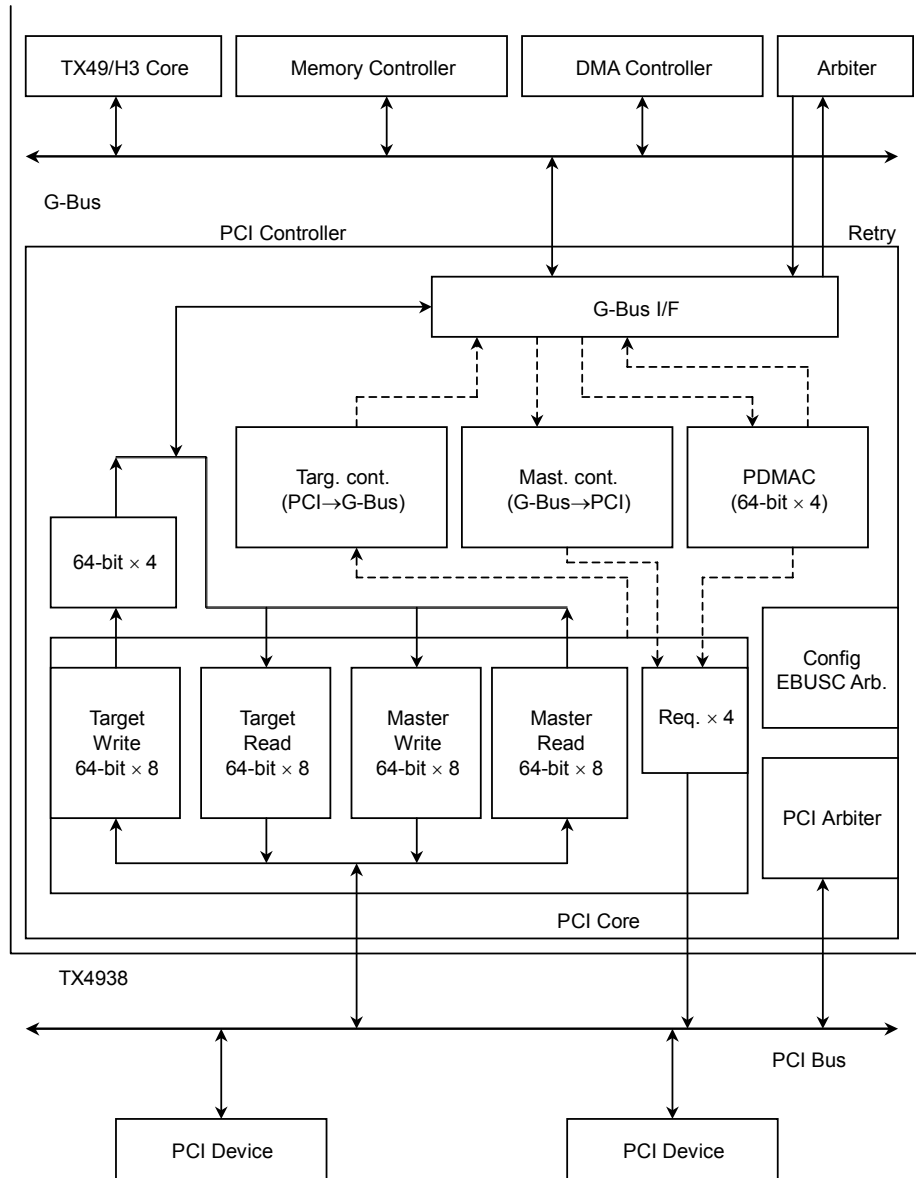 TX49/H3 Core
Memory Controller
DMA Controller
Arbiter
G-Bus
PCI Controller
Retry
G-Bus I/F
Targ. cont.
(PCI→G-Bus)
Mast. cont.
(G-Bus→PCI)
PDMAC
(64-bit × 4)
64-bit × 4
Target
Write
64-bit × 8
Target
Read
64-bit × 8
Master
Write
64-bit × 8
Master
Read
64-bit × 8
Req. × 4
Config
EBUSC Arb.
PCI Arbiter
PCI Core
TX4938
PCI Bus
PCI Device
PCI Device